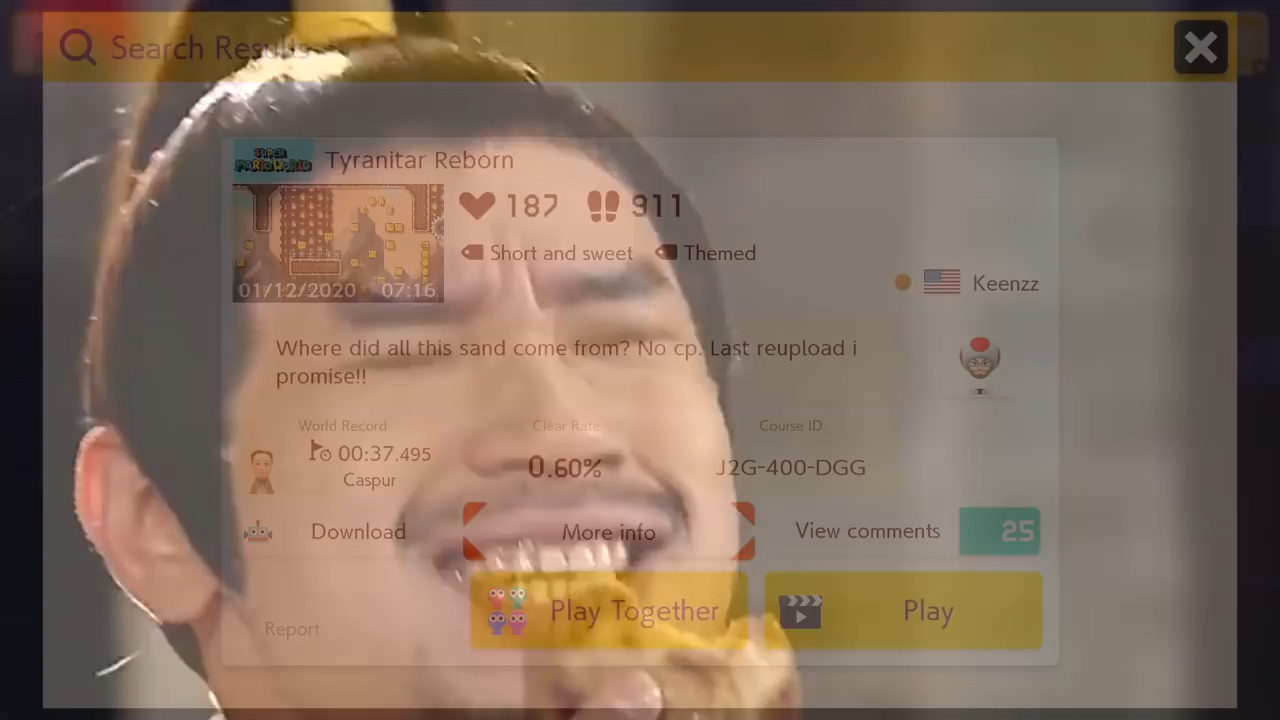 Search Results
SUPER MARIO WORLD
Tyranitar Reborn
187 911
Short and sweet Themed
01/12/2020 07:16
Keenzz
Where did all this sand come from? No cp. Last reupload i
promise!!
World Record Clear Rate Course ID
00:37.495 0.60% J2G-400-DGG
Caspur
Download More info View comments 25
Play Together Play
Report